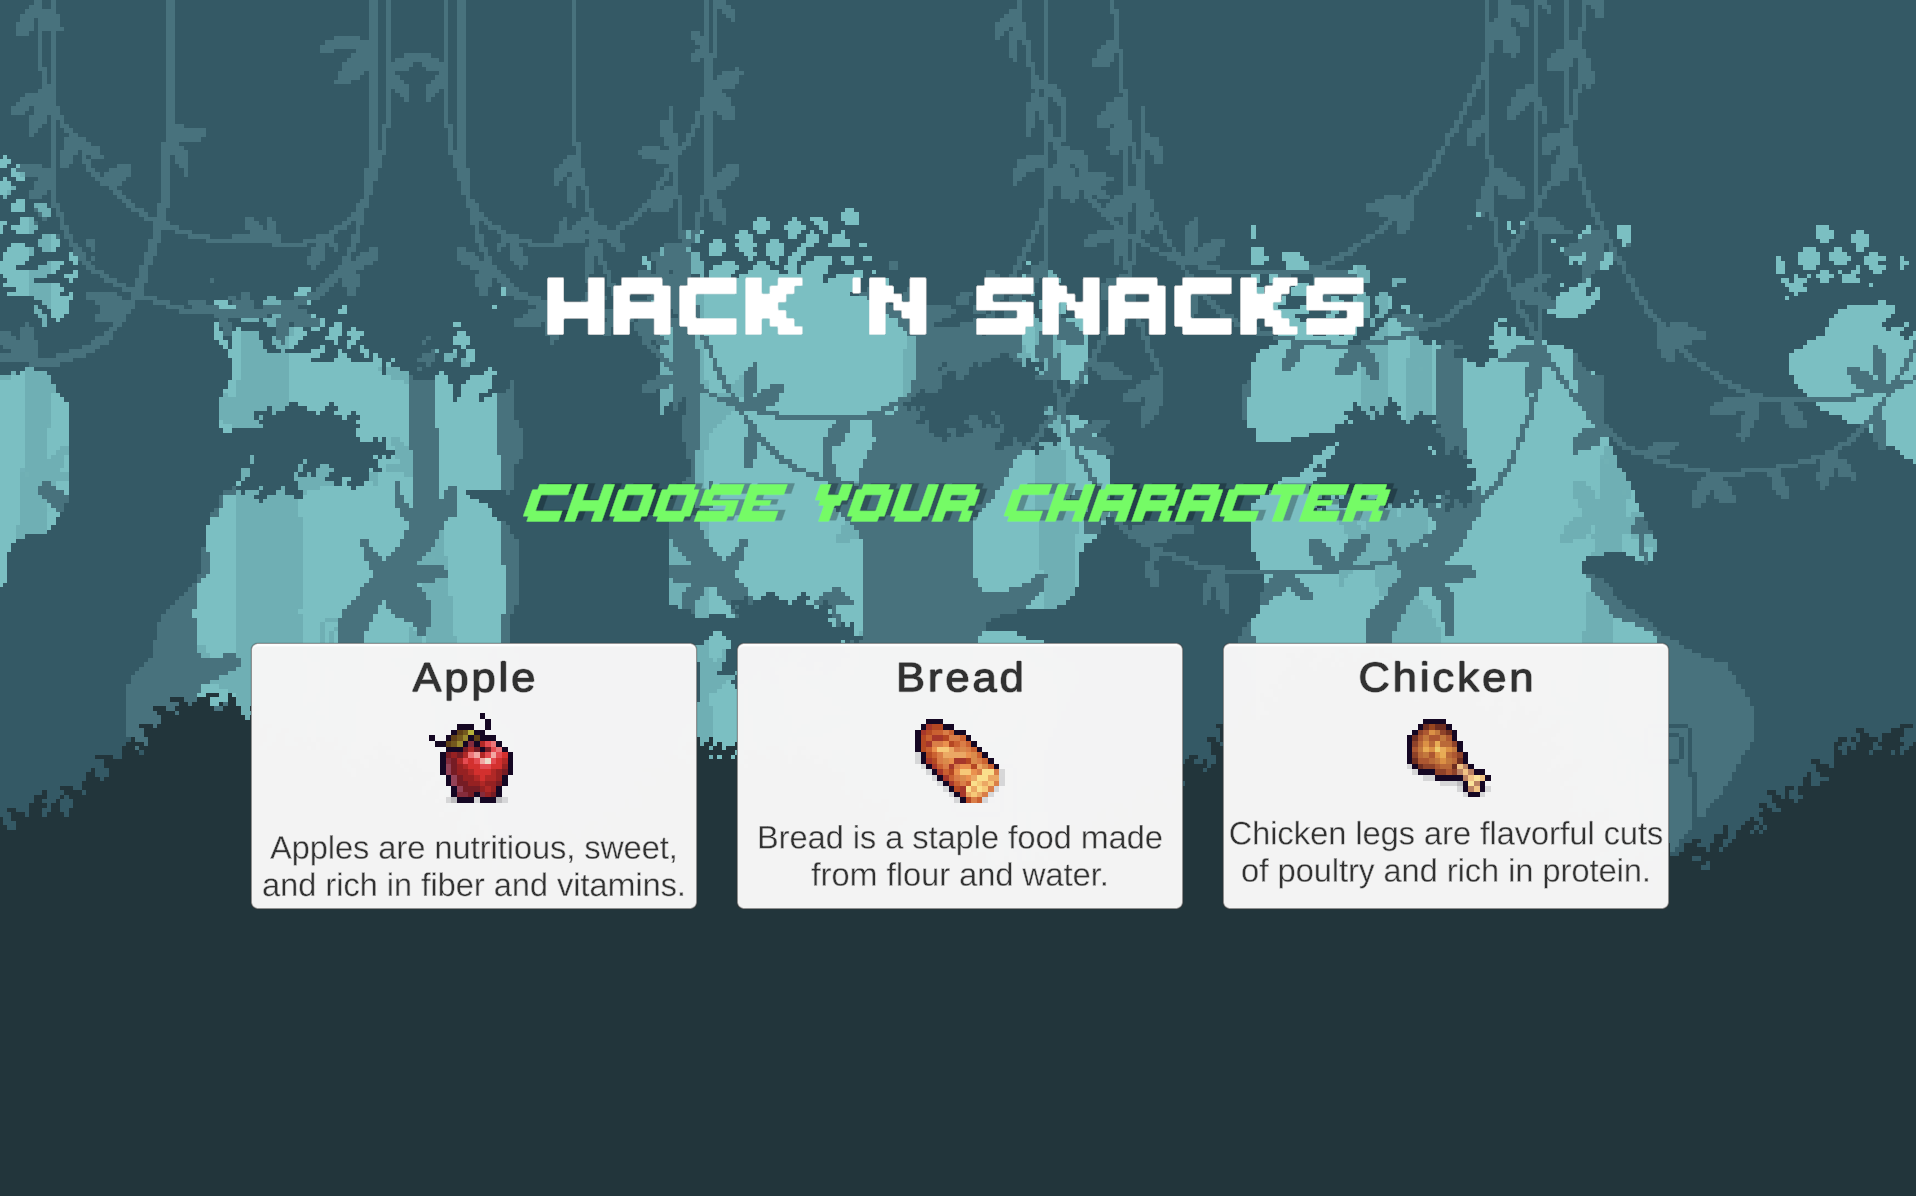 HACK 'N SNACKS
CHOOSE YOUR CHARACTER
Apple
Apples are nutritious, sweet,
and rich in fiber and vitamins.
Bread
Bread is a staple food made
from flour and water.
Chicken
Chicken legs are flavorful cuts
of poultry and rich in protein.